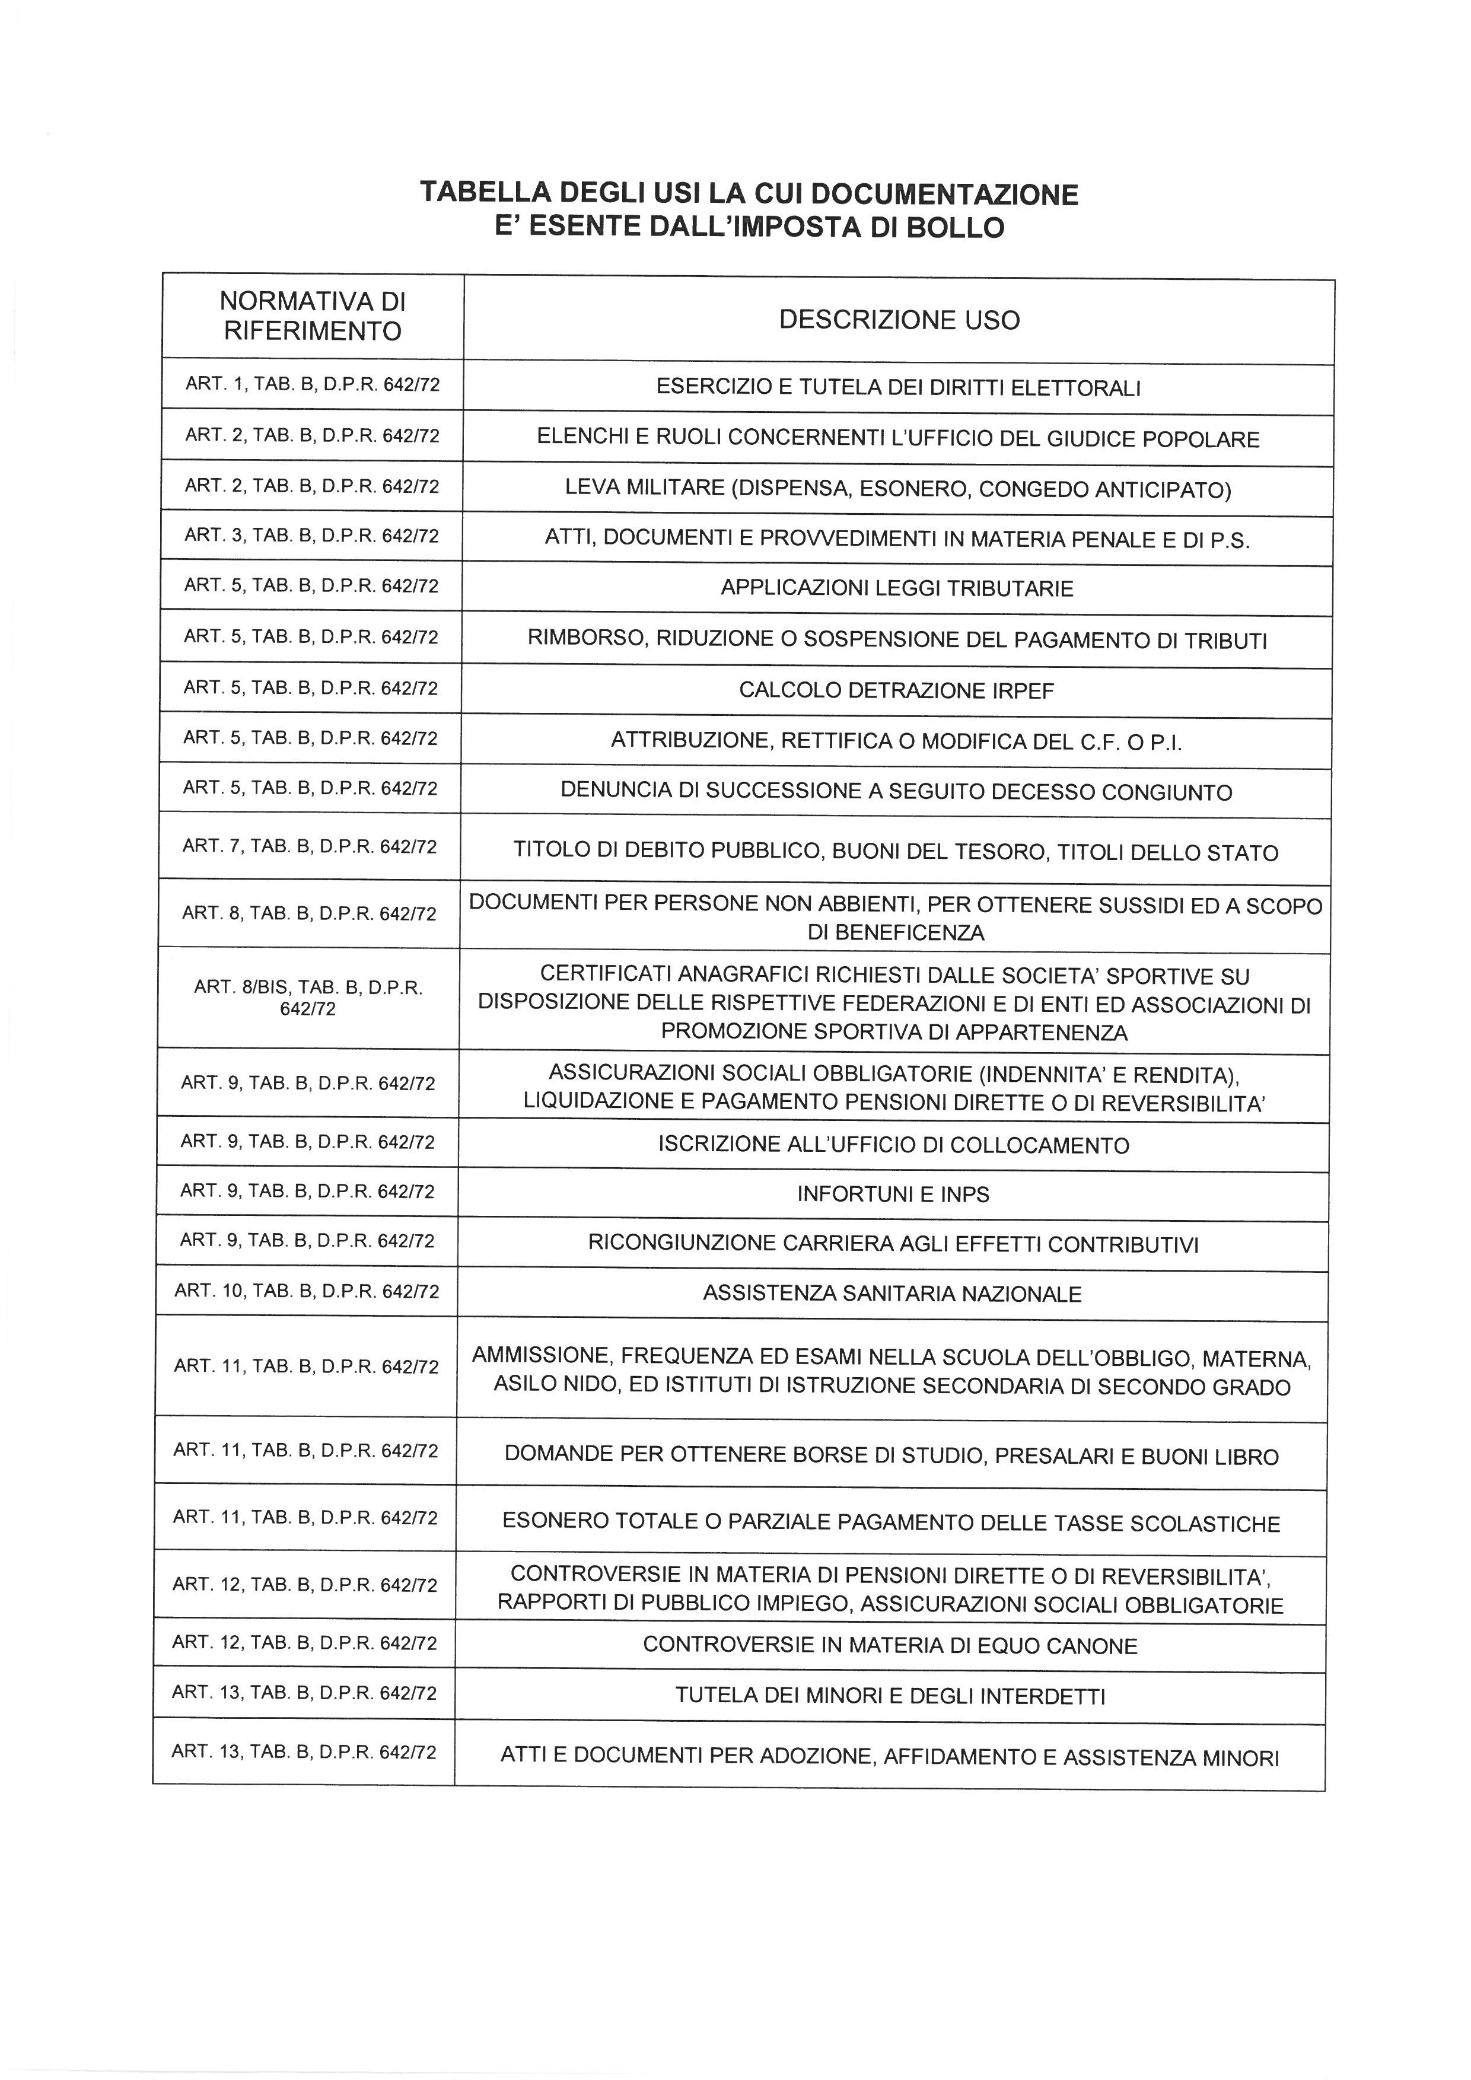 TABELLA DEGLI USI LA CUI DOCUMENTAZIONE
E' ESENTE DALL'IMPOSTA DI BOLLO
NORMATIVA DI
RIFERIMENTO
DESCRIZIONE USO
ART. 1, TAB. B, D.P.R. 642/72
ESERCIZIO E TUTELA DEI DIRITTI ELETTORALI
ART. 2, TAB. B, D.P.R. 642/72
ELENCHI E RUOLI CONCERNENTI L'UFFICIO DEL GIUDICE POPOLARE
ART. 2, TAB. B, D.P.R. 642/72
LEVA MILITARE (DISPENSA, ESONERO, CONGEDO ANTICIPATO)
ART. 3, TAB. B, D.P.R. 642/72
ATTI, DOCUMENTI E PROVVEDIMENTI IN MATERIA PENALE E DI P.S.
ART. 5, TAB. B, D.P.R. 642/72
APPLICAZIONI LEGGI TRIBUTARIE
ART. 5, TAB. B, D.P.R. 642/72
RIMBORSO, RIDUZIONE O SOSPENSIONE DEL PAGAMENTO DI TRIBUTI
ART. 5, TAB. B, D.P.R. 642/72
CALCOLO DETRAZIONE IRPEF
ART. 5, TAB. B, D.P.R. 642/72
ATTRIBUZIONE, RETTIFICA O MODIFICA DEL C.F. O P.I.
ART. 5, TAB. B, D.P.R. 642/72
DENUNCIA DI SUCCESSIONE A SEGUITO DECESSO CONGIUNTO
ART. 7, TAB. B, D.P.R. 642/72
TITOLO DI DEBITO PUBBLICO, BUONI DEL TESORO, TITOLI DELLO STATO
ART. 8, TAB. B, D.P.R. 642/72
DOCUMENTI PER PERSONE NON ABBIENTI, PER OTTENERE SUSSIDI ED A SCOPO
DI BENEFICENZA
ART. 8/BIS, TAB. B, D.P.R.
642/72
CERTIFICATI ANAGRAFICI RICHIESTI DALLE SOCIETA' SPORTIVE SU
DISPOSIZIONE DELLE RISPETTIVE FEDERAZIONI E DI ENTI ED ASSOCIAZIONI DI
PROMOZIONE SPORTIVA DI APPARTENENZA
ART. 9, TAB. B, D.P.R. 642/72
ASSICURAZIONI SOCIALI OBBLIGATORIE (INDENNITA' E RENDITA),
LIQUIDAZIONE E PAGAMENTO PENSIONI DIRETTE O DI REVERSIBILITA'
ART. 9, TAB. B, D.P.R. 642/72
ISCRIZIONE ALL'UFFICIO DI COLLOCAMENTO
ART. 9, TAB. B, D.P.R. 642/72
INFORTUNI E INPS
ART. 9, TAB. B, D.P.R. 642/72
RICONGIUNZIONE CARRIERA AGLI EFFETTI CONTRIBUTIVI
ART. 10, TAB. B, D.P.R. 642/72
ASSISTENZA SANITARIA NAZIONALE
ART. 11, TAB. B, D.P.R. 642/72
AMMISSIONE, FREQUENZA ED ESAMI NELLA SCUOLA DELL'OBBLIGO, MATERNA,
ASILO NIDO, ED ISTITUTI DI ISTRUZIONE SECONDARIA DI SECONDO GRADO
ART. 11, TAB. B, D.P.R. 642/72
DOMANDE PER OTTENERE BORSE DI STUDIO, PRESALARI E BUONI LIBRO
ART. 11, TAB. B, D.P.R. 642/72
ESONERO TOTALE O PARZIALE PAGAMENTO DELLE TASSE SCOLASTICHE
ART. 12, TAB. B, D.P.R. 642/72
CONTROVERSIE IN MATERIA DI PENSIONI DIRETTE O DI REVERSIBILITA',
RAPPORTI DI PUBBLICO IMPIEGO, ASSICURAZIONI SOCIALI OBBLIGATORIE
ART. 12, TAB. B, D.P.R. 642/72
CONTROVERSIE IN MATERIA DI EQUO CANONE
ART. 13, TAB. B, D.P.R. 642/72
TUTELA DEI MINORI E DEGLI INTERDETTI
ART. 13, TAB. B, D.P.R. 642/72
ATTI E DOCUMENTI PER ADOZIONE, AFFIDAMENTO E ASSISTENZA MINORI